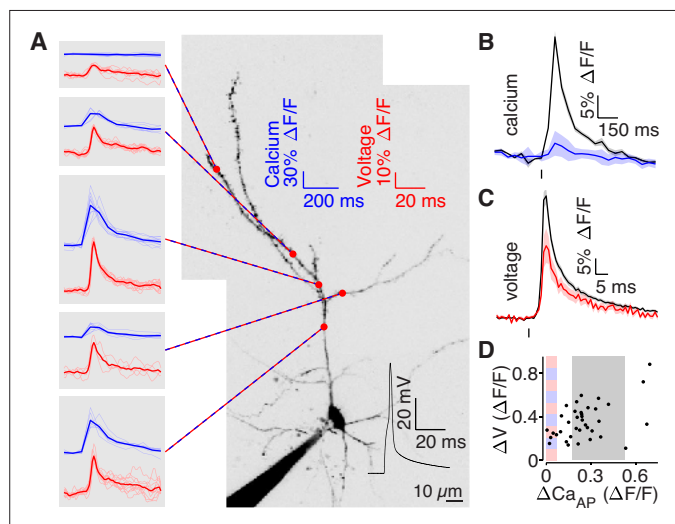 A
Calcium
30% ΔF/F
200 ms
Voltage
10% ΔF/F
20 ms
20 mV
20 ms
10 µm
B
calcium
5% ΔF/F
150 ms
C
voltage
5% ΔF/F
5 ms
D
ΔV (ΔF/F)
0.8
0.4
0
0
0.3
0.6
ΔCaAP (ΔF/F)